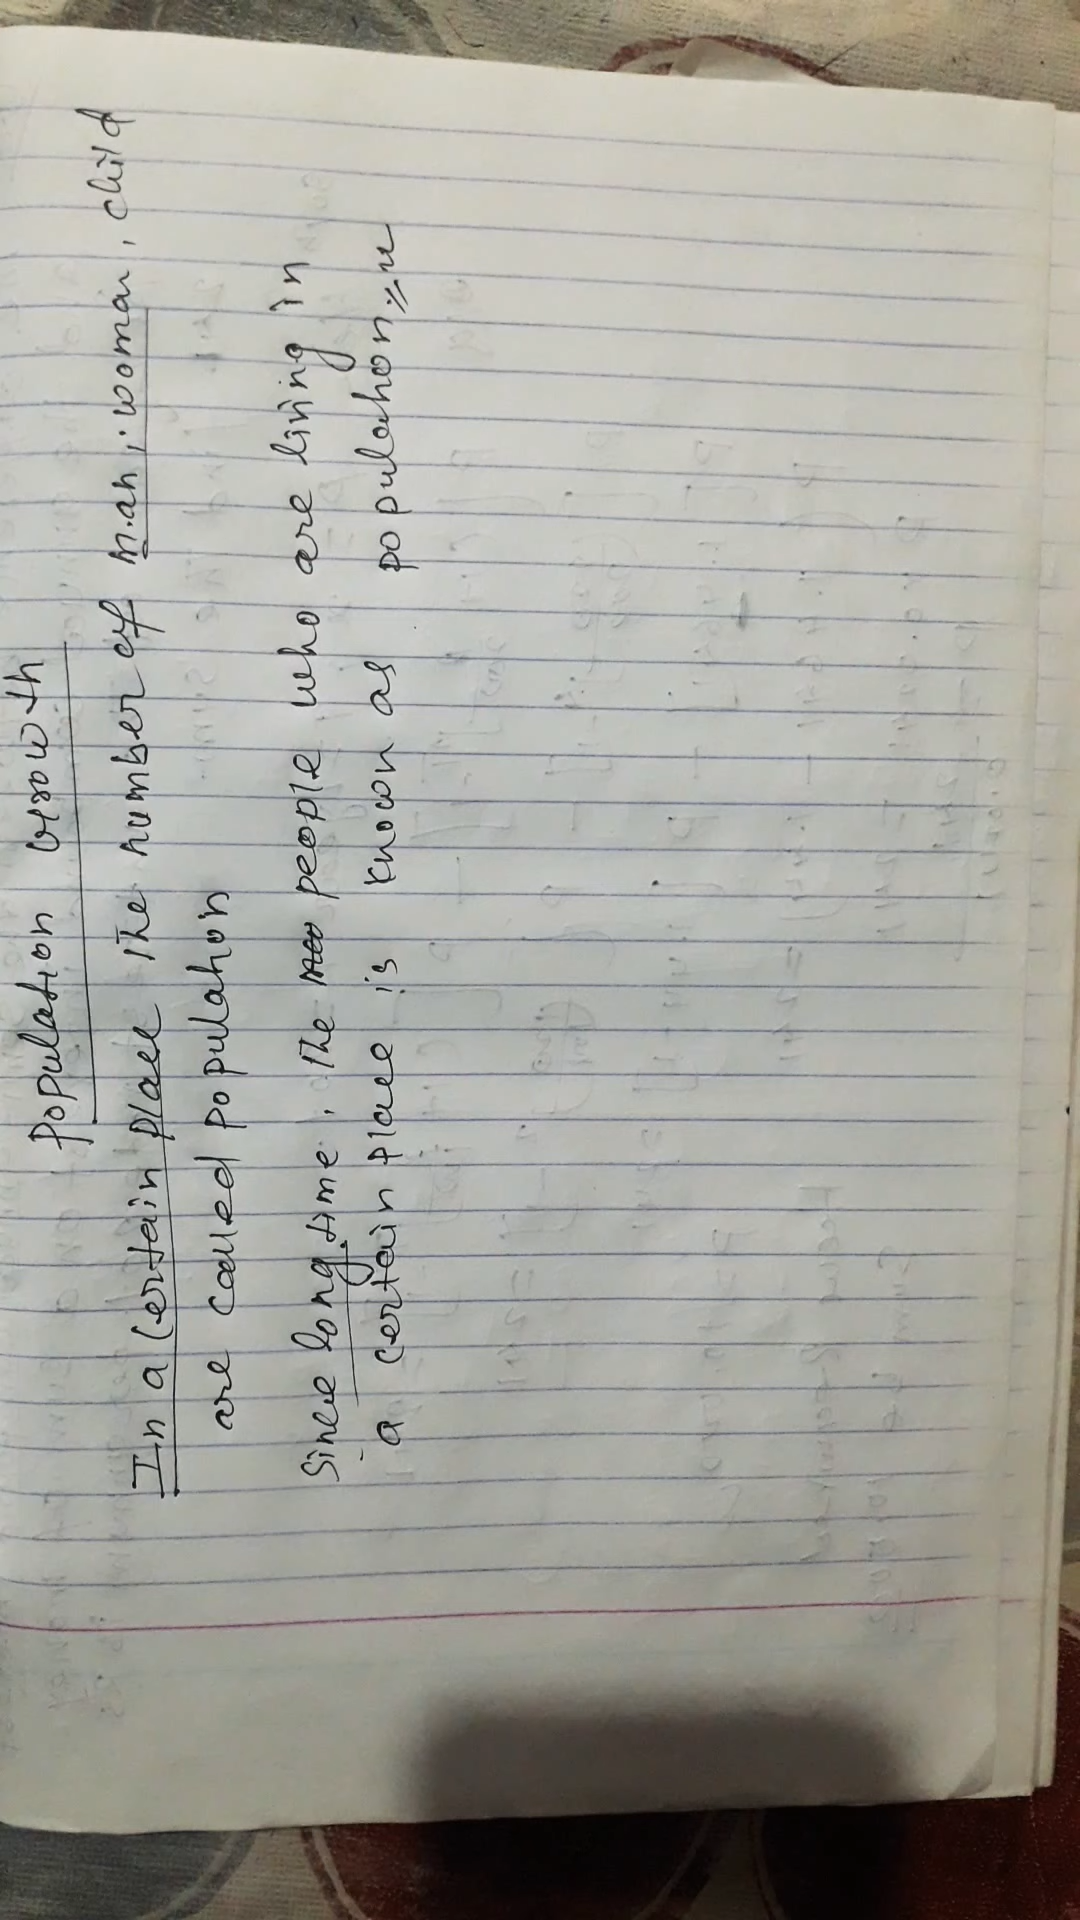 Population Growth
In a Certain place The number of man, woman, child
are called population
Since long time, The people who are living in
a certain place is known as population